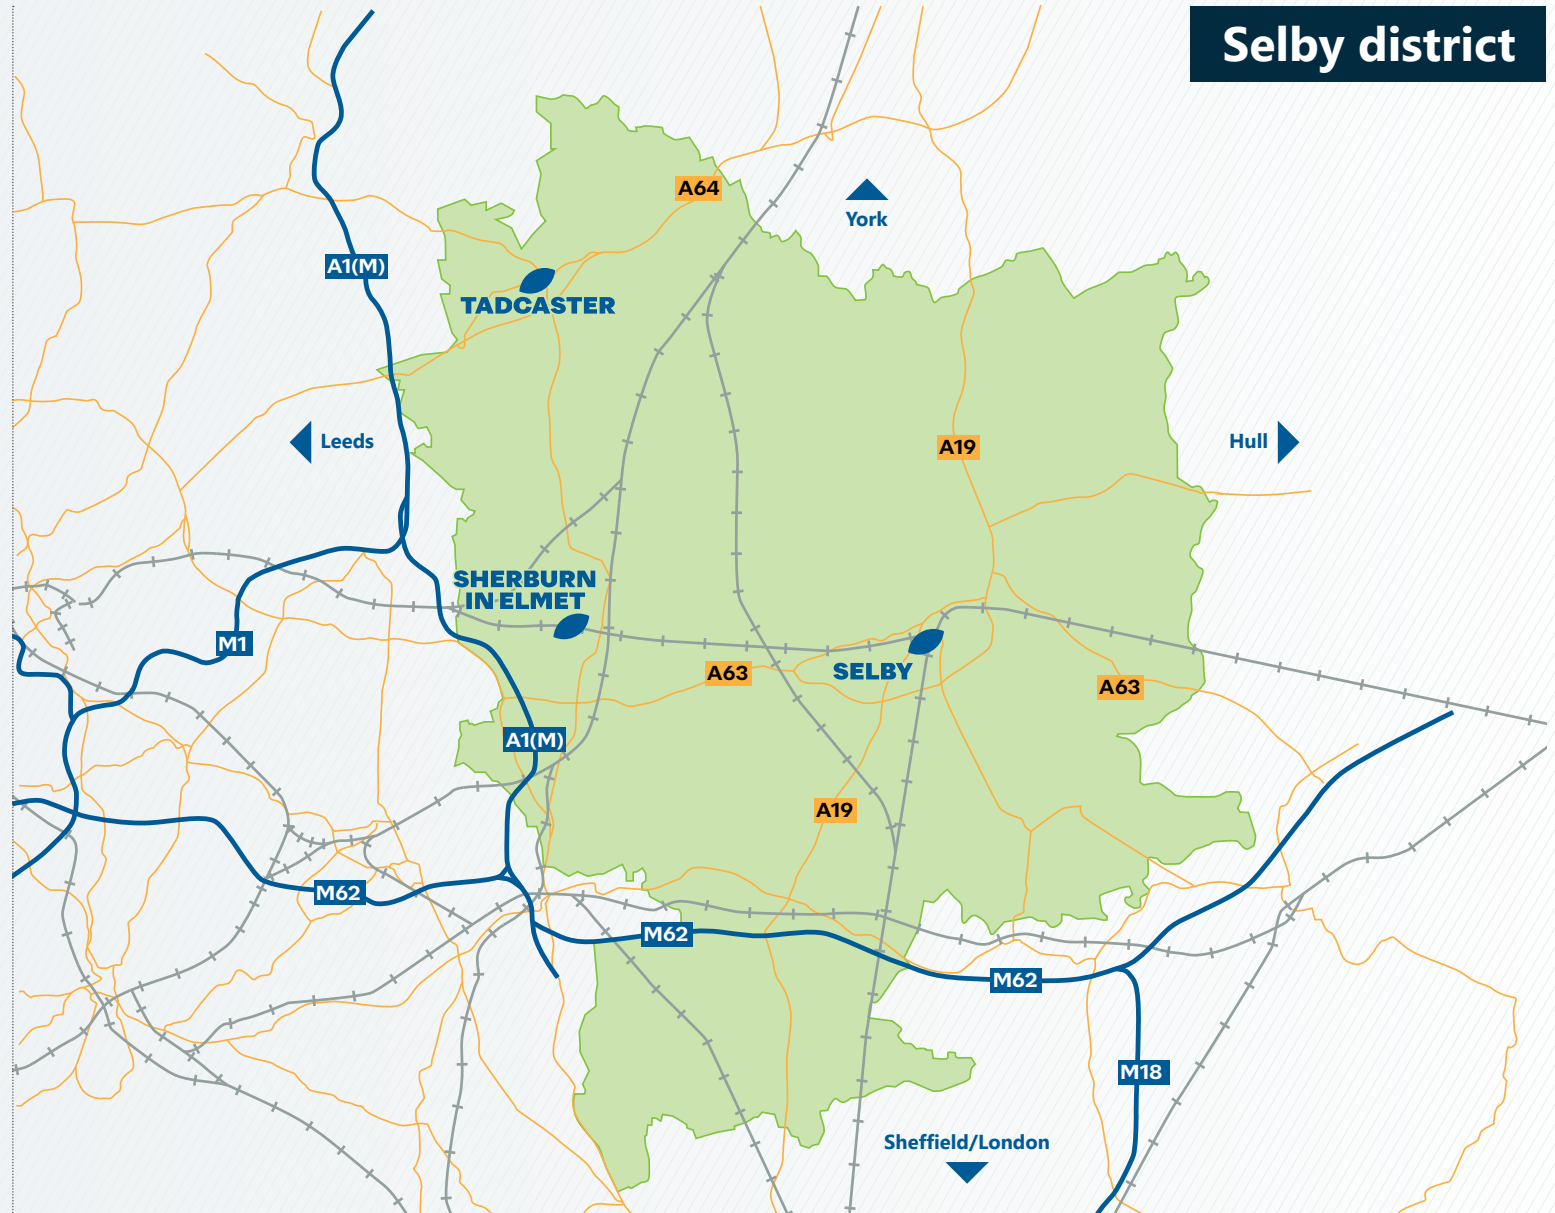 Selby district
A64
York
A1(M)
TADCASTER
Leeds
Hull
A19
SHERBURN
IN ELMET
M1
A63
SELBY
A63
A1(M)
A19
M62
M62
M62
M18
Sheffield/London